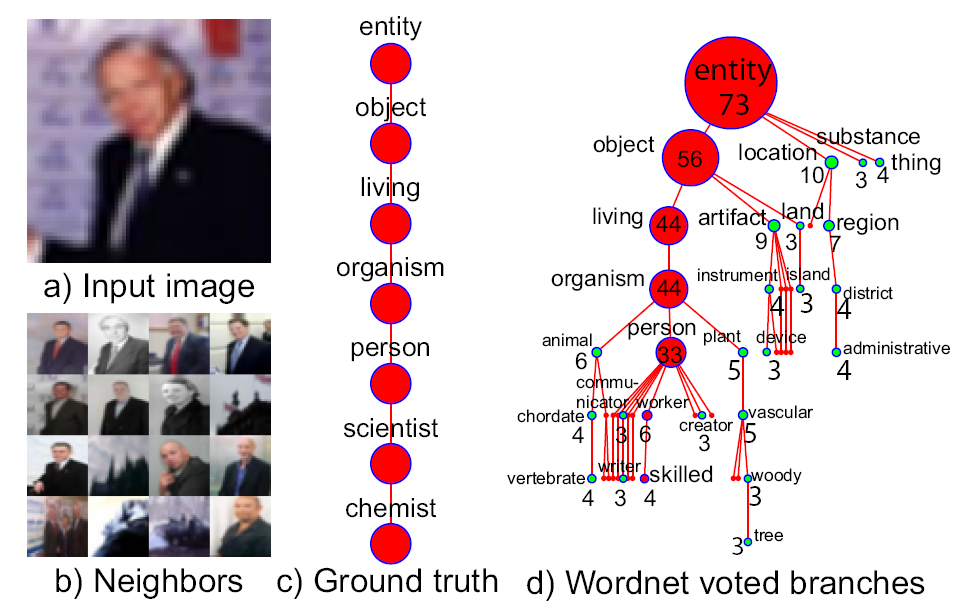 a) Input image
b) Neighbors
entity
object
living
organism
person
scientist
chemist
c) Ground truth
entity
73
object
56
substance
location
10
3
4
thing
living
44
artifact
9
land
3
region
7
organism
44
instrument
4
island
3
district
4
animal
6
person
33
plant
5
device
3
administrative
4
commu-
nicator
3
worker
6
creator
3
chordate
4
vascular
5
vertebrate
4
writer
3
skilled
4
woody
3
tree
3
d) Wordnet voted branches